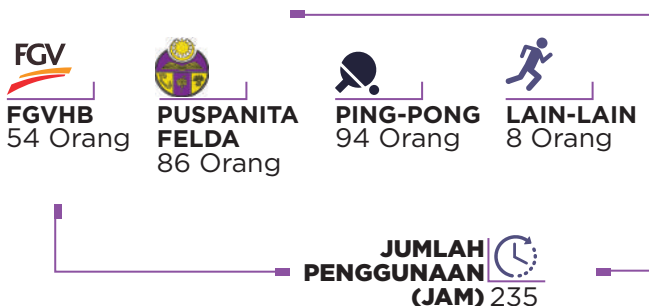 FGV
FGVHB
54 Orang
PUSPANITA
FELDA
86 Orang
PING-PONG
94 Orang
LAIN-LAIN
8 Orang
JUMLAH
PENGGUNAAN
(JAM) 235